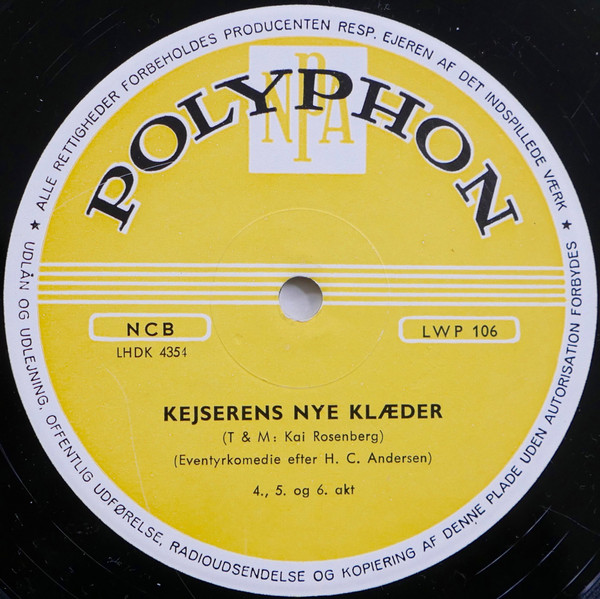 ★ ALLE RETTIGHEDER FORBEHOLDES PRODUCENTEN RESP. EJEREN AF DET INDSPILLEDE VÆRK ★
UDLÅN OG UDLEJNING, OFFENTLIG UDFØRELSE, RADIOUDSENDELSE OG KOPIERING AF DENNE PLADE UDEN AUTORISATION FORBYDES
NPA
POLYPHON
NCB
LHDK 4354
LWP 106
KEJSERENS NYE KLÆDER
(T & M: Kai Rosenberg)
(Eventyrkomedie efter H. C. Andersen)
4., 5. og 6. akt